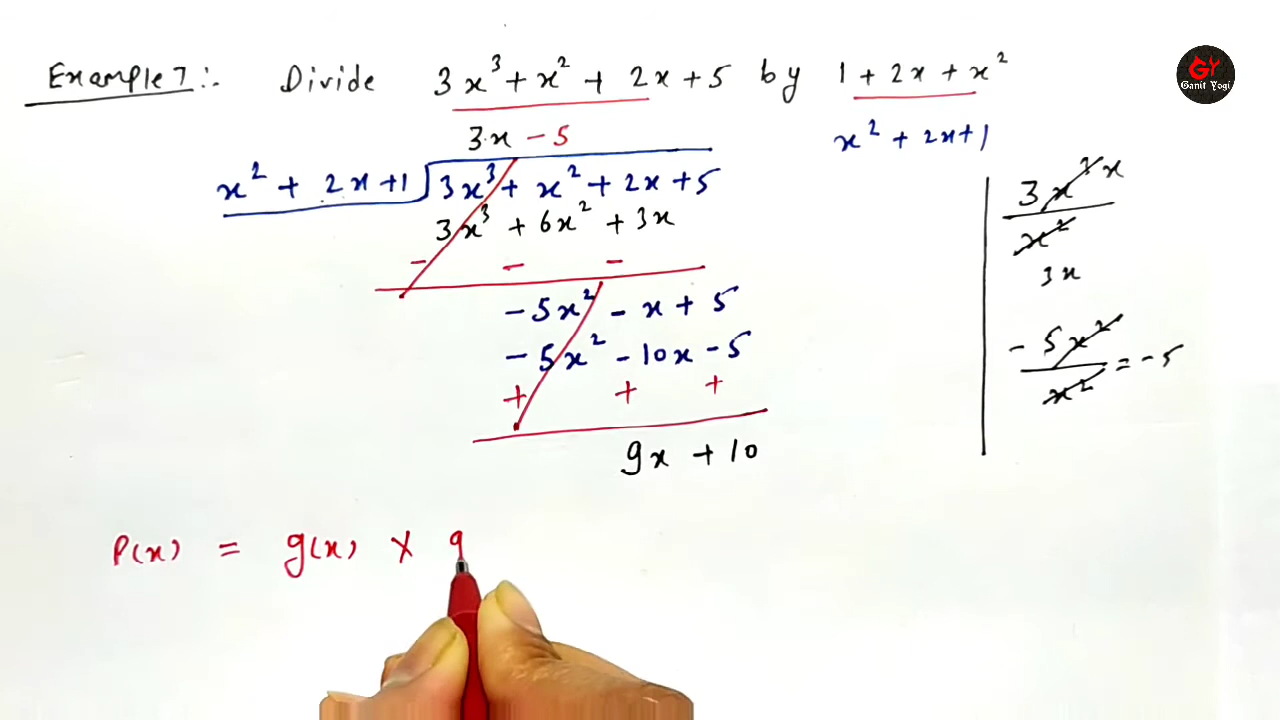 Example 7:. Divide 3x³ + x² + 2x + 5 by 1 + 2x + x²
GY
Ganit Yogi
x² + 2x + 1
3x - 5
x² + 2x + 1 ) 3x³ + x² + 2x + 5
3x³ + 6x² + 3x
- - -
-5x² - x + 5
-5x² - 10x - 5
+ + +
9x + 10
3x³ x
x²
3x
-5x²
x²
= -5
P(x) = g(x) × q